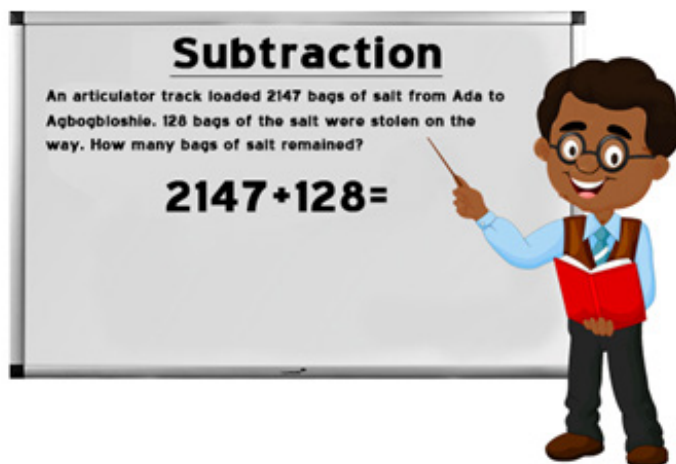 Subtraction
An articulator track loaded 2147 bags of salt from Ada to
Agbogbloshie. 128 bags of the salt were stolen on the
way. How many bags of salt remained?
2147+128=